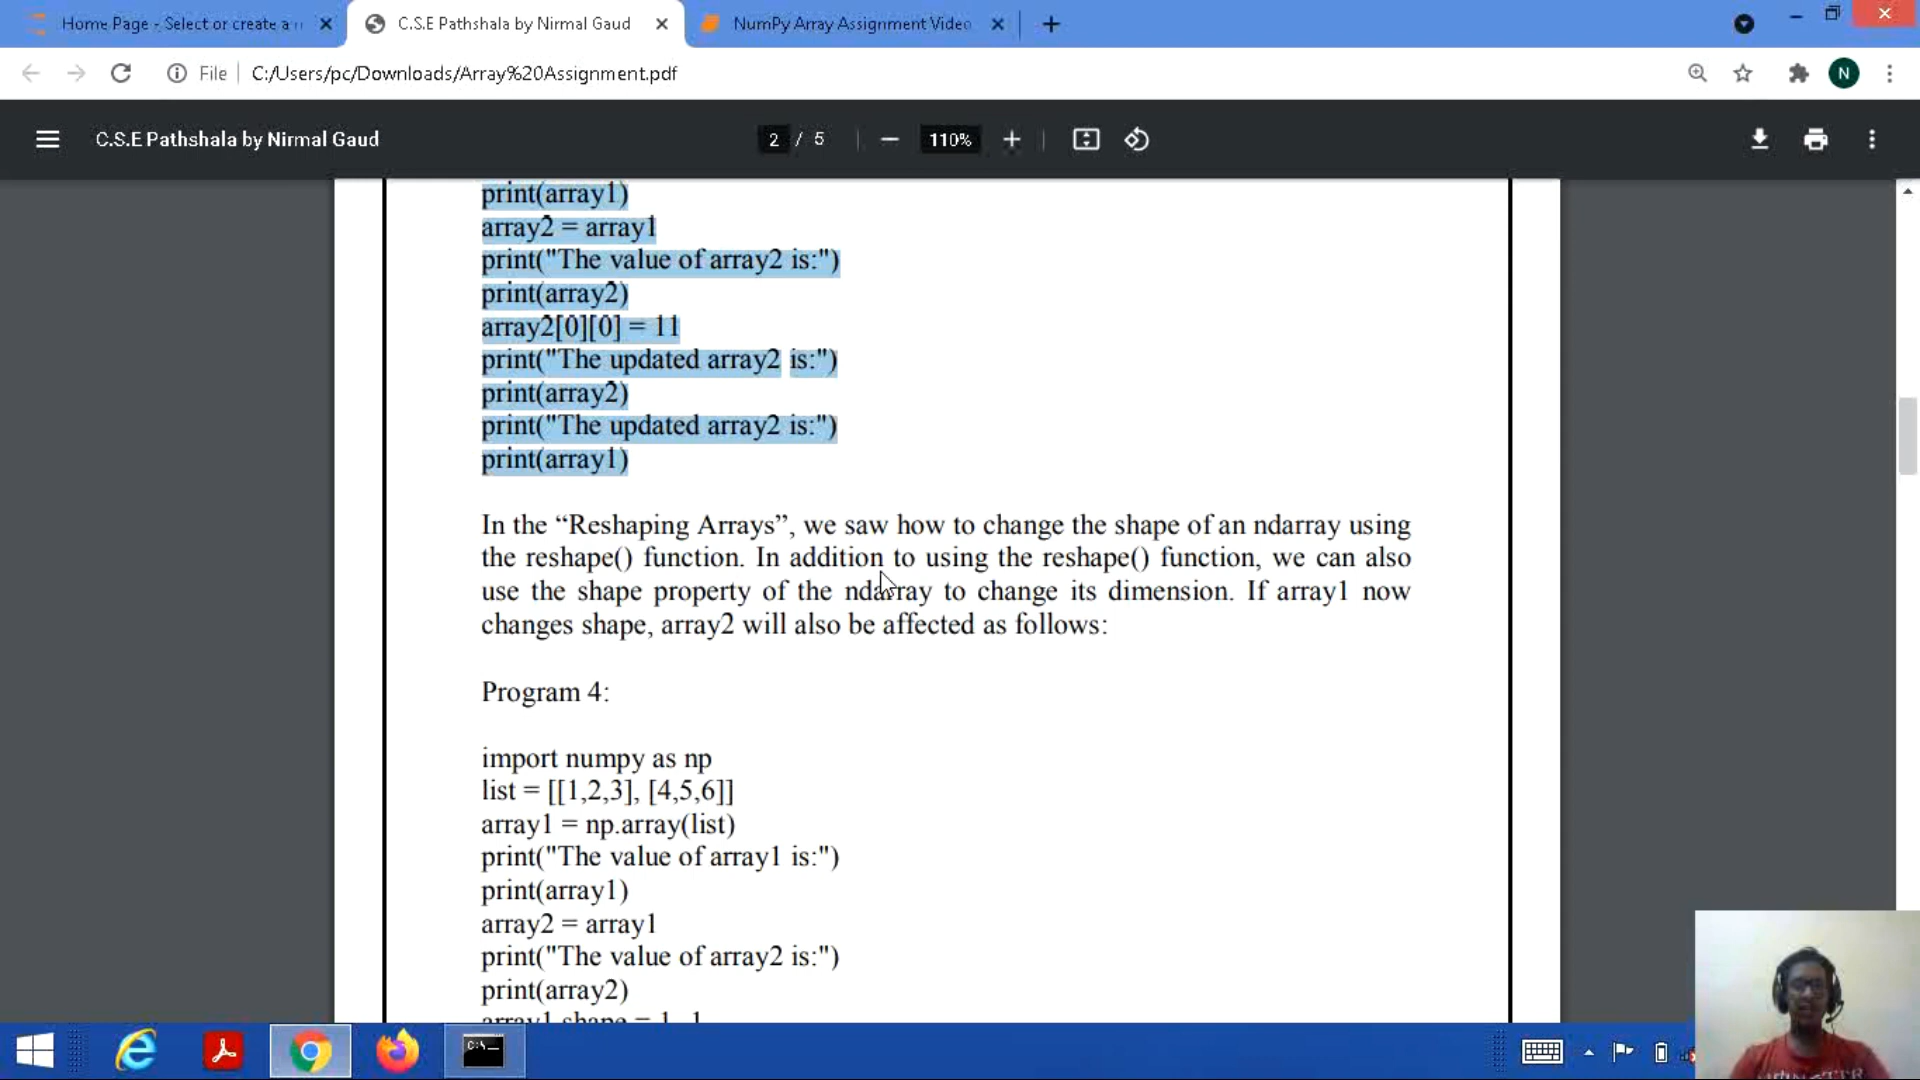 Home Page - Select or create a n
C.S.E Pathshala by Nirmal Gaud
NumPy Array Assignment Video
File
C:/Users/pc/Downloads/Array%20Assignment.pdf
N
C.S.E Pathshala by Nirmal Gaud
2 / 5
110%
print(array1)
array2 = array1
print("The value of array2 is:")
print(array2)
array2[0][0] = 11
print("The updated array2 is:")
print(array2)
print("The updated array2 is:")
print(array1)
In the “Reshaping Arrays”, we saw how to change the shape of an ndarray using
the reshape() function. In addition to using the reshape() function, we can also
use the shape property of the ndarray to change its dimension. If array1 now
changes shape, array2 will also be affected as follows:
Program 4:
import numpy as np
list = [[1,2,3], [4,5,6]]
array1 = np.array(list)
print("The value of array1 is:")
print(array1)
array2 = array1
print("The value of array2 is:")
print(array2)
array1.shape = 1,-1
C:\._